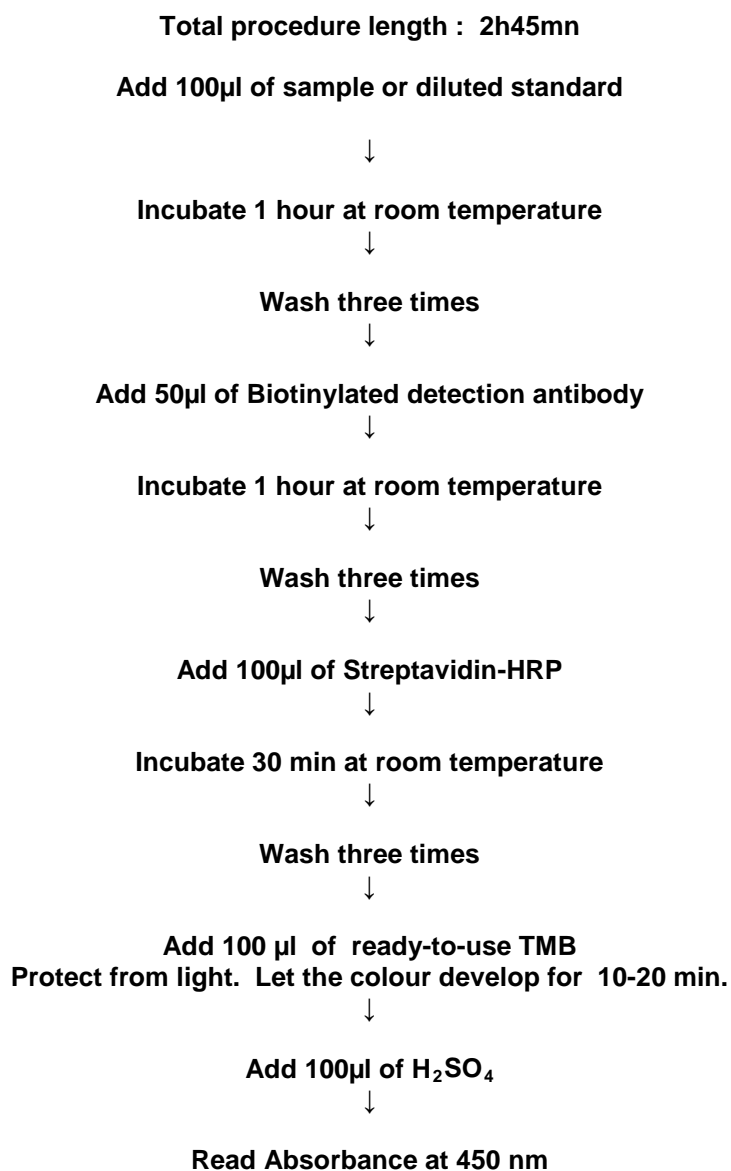 Total procedure length :  2h45mn
Add 100µl of sample or diluted standard
↓
Incubate 1 hour at room temperature
↓
Wash three times
↓
Add 50µl of Biotinylated detection antibody
↓
Incubate 1 hour at room temperature
↓
Wash three times
↓
Add 100µl of Streptavidin-HRP
↓
Incubate 30 min at room temperature
↓
Wash three times
↓
Add 100 µl  of  ready-to-use TMB
Protect from light.  Let the colour develop for  10-20 min.
↓
Add 100µl of H₂SO₄
↓
Read Absorbance at 450 nm